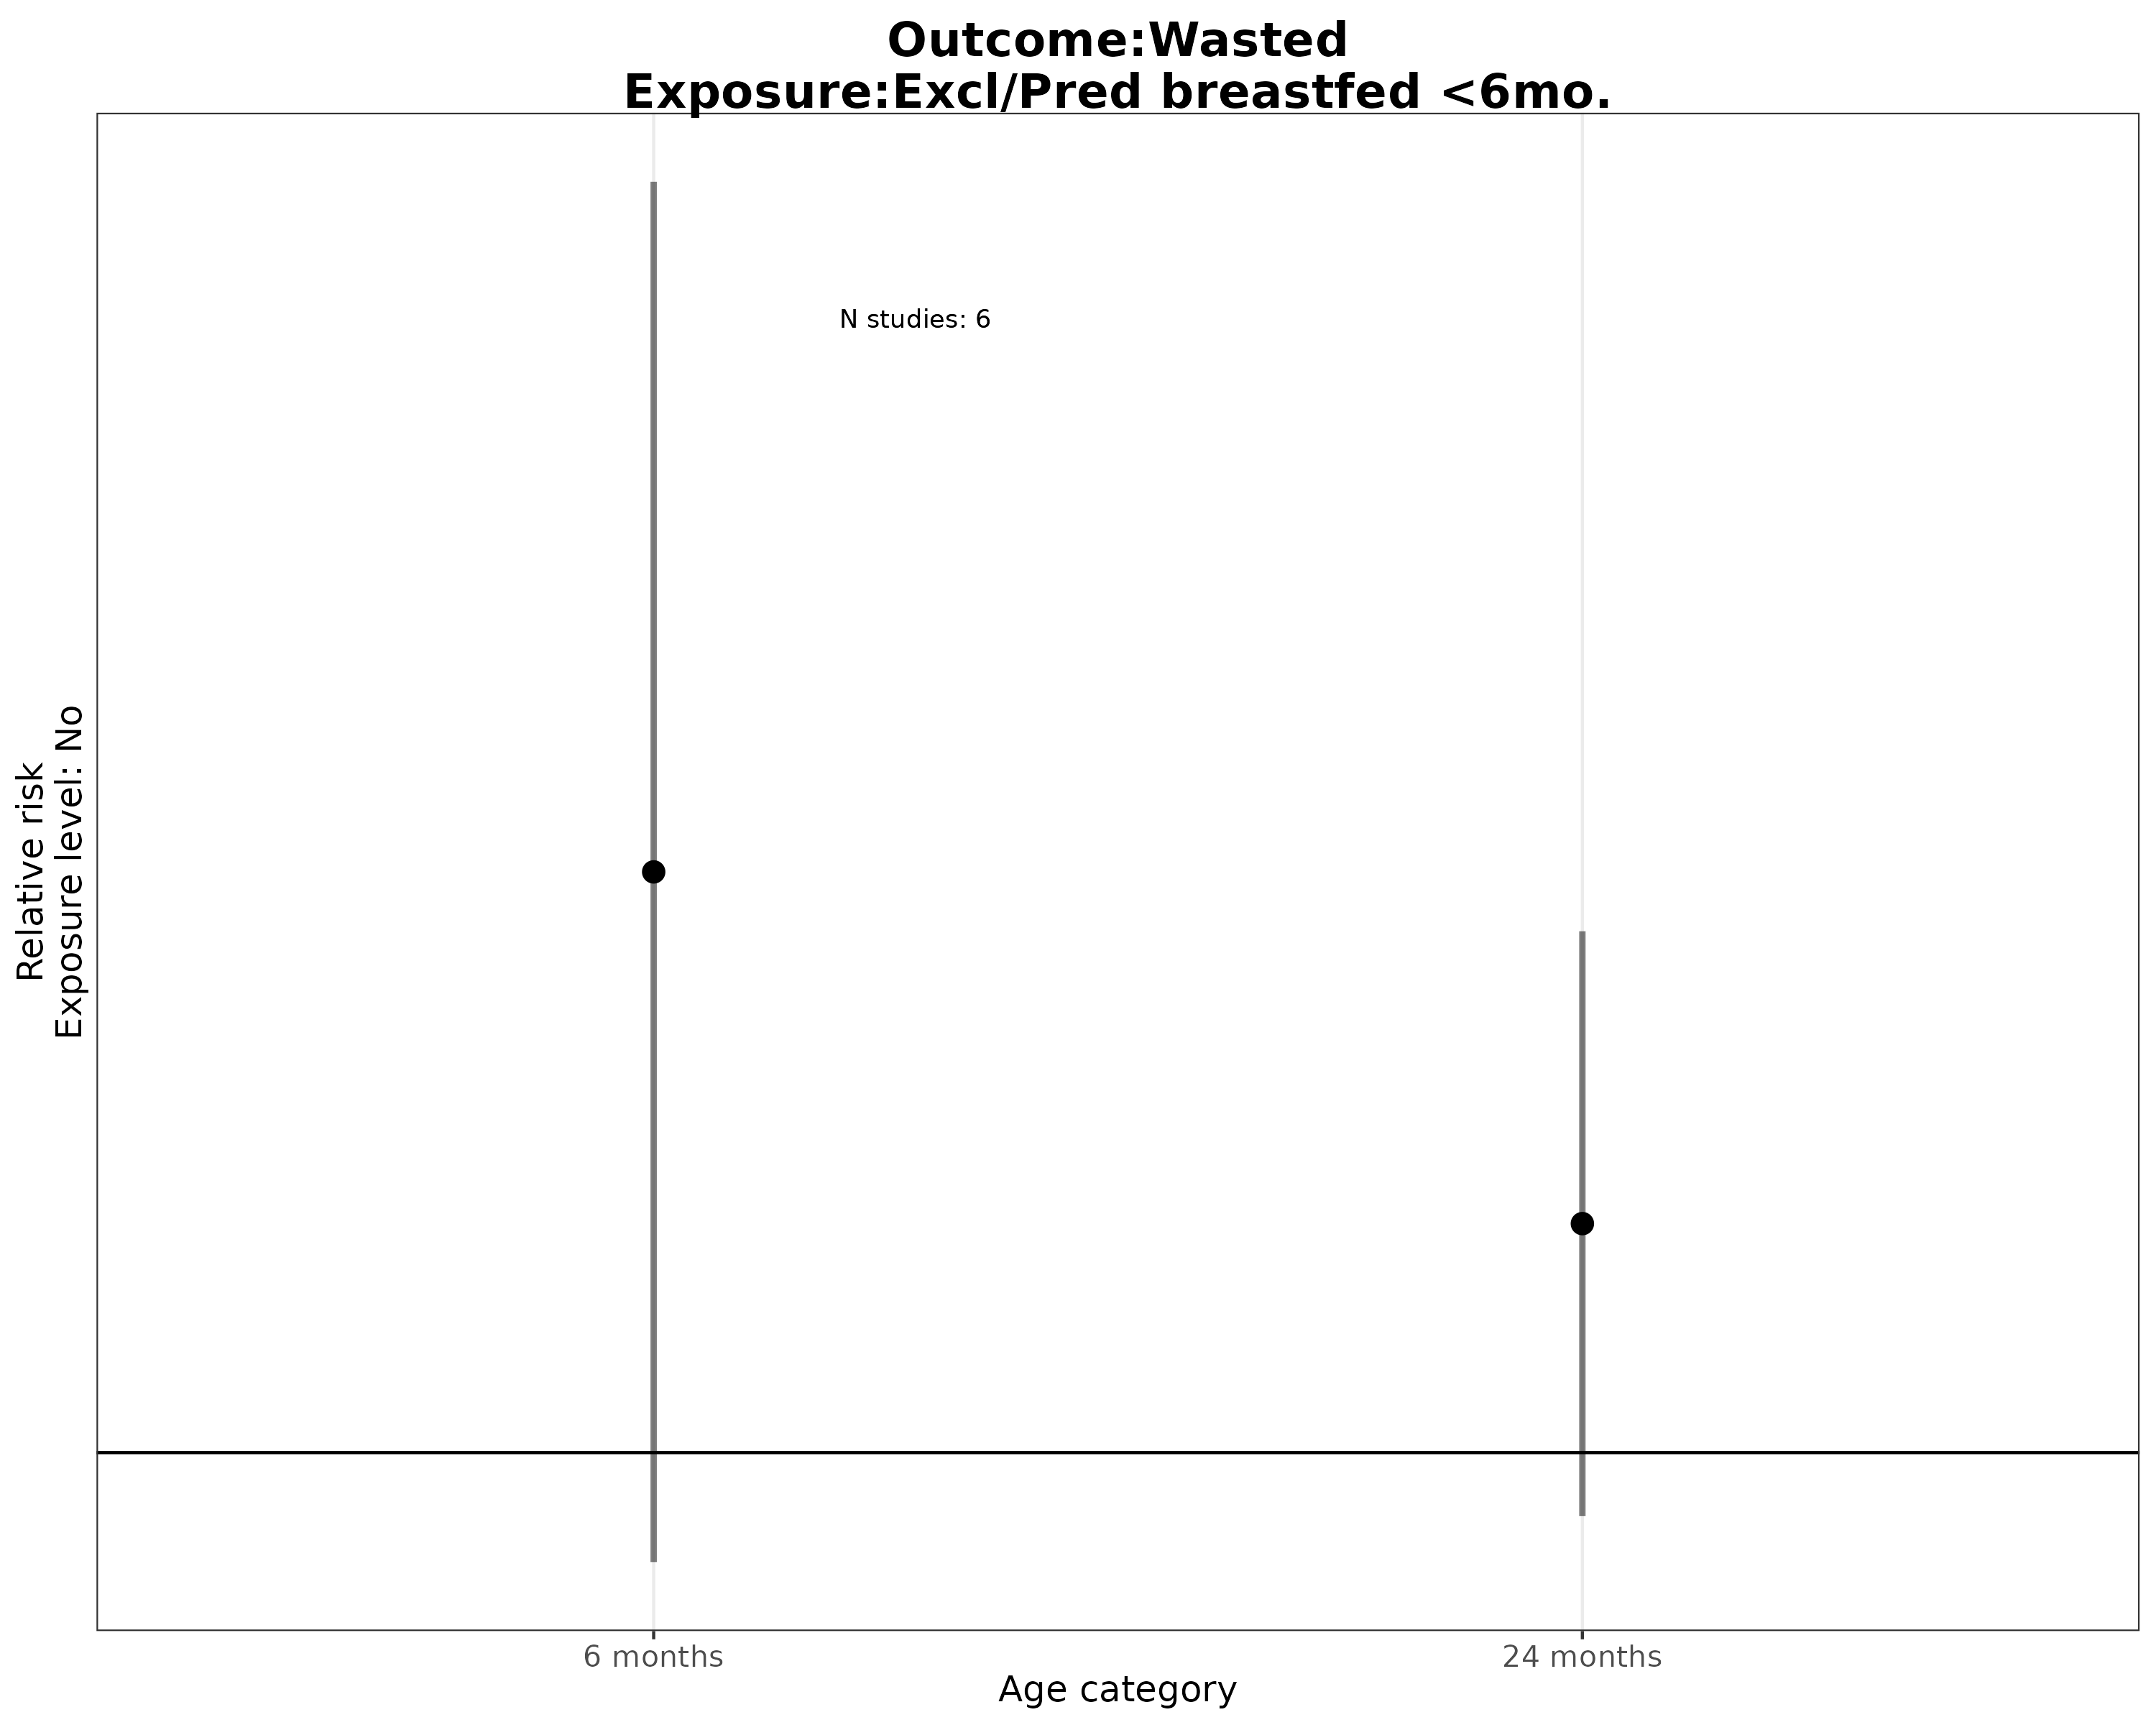 Outcome:Wasted
Exposure:Excl/Pred breastfed <6mo.
N studies: 6
Relative risk
Exposure level: No
6 months
24 months
Age category